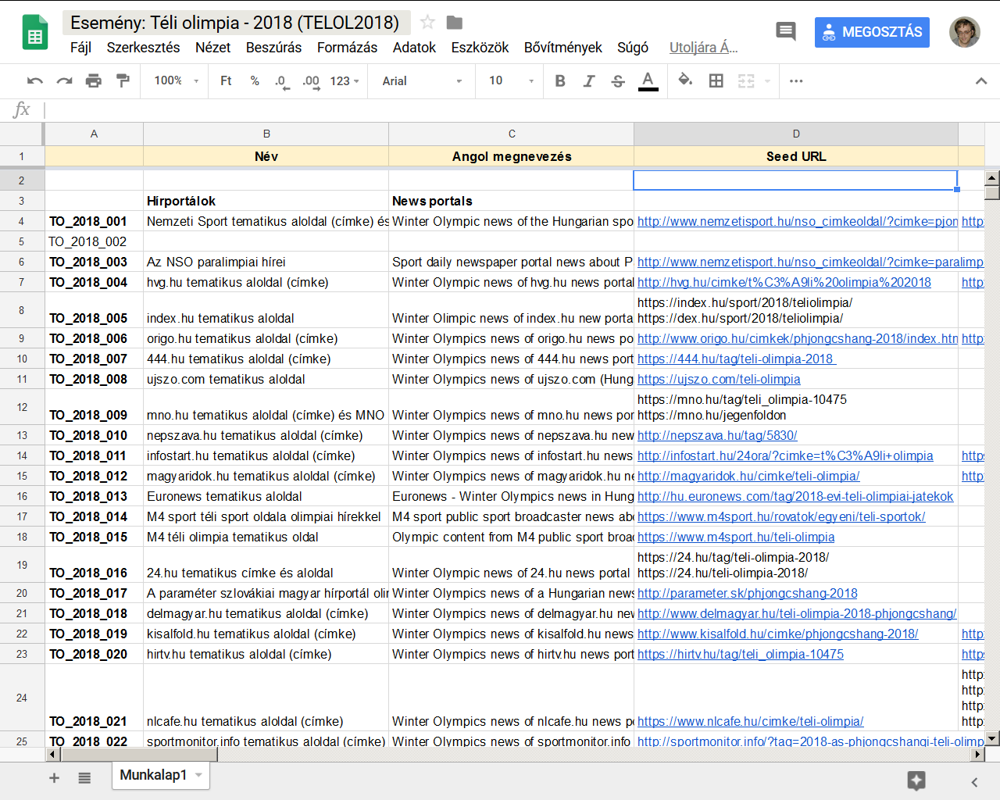 Esemény: Téli olimpia - 2018 (TELOL2018)
Fájl Szerkesztés Nézet Beszúrás Formázás Adatok Eszközök Bővítmények Súgó Utoljára Á...
MEGOSZTÁS
100% Ft % .0 .00 123 Arial 10 B I S A
fx
A B C D
1 Név Angol megnevezés Seed URL
2
3 Hírportálok News portals
4 TO_2018_001 Nemzeti Sport tematikus aloldal (címke) és Winter Olympic news of the Hungarian spo http://www.nemzetisport.hu/nso_cimkeoldal/?cimke=pjon http:
5 TO_2018_002
6 TO_2018_003 Az NSO paralimpiai hírei Sport daily newspaper portal news about P http://www.nemzetisport.hu/nso_cimkeoldal/?cimke=paralimp
7 TO_2018_004 hvg.hu tematikus aloldal (címke) Winter Olympic news of hvg.hu news portal http://hvg.hu/cimke/t%C3%A9li%20olimpia%202018 http:
https://index.hu/sport/2018/teliolimpia/
8 TO_2018_005 index.hu tematikus aloldal Winter Olimpic news of index.hu new porta https://dex.hu/sport/2018/teliolimpia/
9 TO_2018_006 origo.hu tematikus aloldal (címke) Winter Olympics news of origo.hu news po http://www.origo.hu/cimkek/phjongcshang-2018/index.htm http:
10 TO_2018_007 444.hu tematikus aloldal (címke) Winter Olympics news of 444.hu news port https://444.hu/tag/teli-olimpia-2018
11 TO_2018_008 ujszo.com tematikus aloldal Winter Olympics news of ujszo.com (Hung https://ujszo.com/teli-olimpia
https://mno.hu/tag/teli_olimpia-10475
12 TO_2018_009 mno.hu tematikus aloldal (címke) és MNO Winter Olympics news of mno.hu news por https://mno.hu/jegenfoldon
13 TO_2018_010 nepszava.hu tematikus aloldal (címke) Winter Olympics news of nepszava.hu new http://nepszava.hu/tag/5830/
14 TO_2018_011 infostart.hu tematikus aloldal (címke) Winter Olympics news of infostart.hu news http://infostart.hu/24ora/?cimke=t%C3%A9li+olimpia https
15 TO_2018_012 magyaridok.hu tematikus aloldal (címke) Winter Olympics news of magyaridok.hu ne http://magyaridok.hu/cimke/teli-olimpia/ http:
16 TO_2018_013 Euronews tematikus aloldal Euronews - Winter Olympics news in Hung http://hu.euronews.com/tag/2018-evi-teli-olimpiai-jatekok
17 TO_2018_014 M4 sport téli sport oldala olimpai hírekkel M4 sport public sport broadcaster news abo https://www.m4sport.hu/rovatok/egyeni/teli-sportok/
18 TO_2018_015 M4 téli olimpia tematikus oldal Olympic content from M4 public sport broad https://www.m4sport.hu/teli-olimpia
https://24.hu/tag/teli-olimpia-2018/
19 TO_2018_016 24.hu tematikus címke és aloldal Winter Olympic news of 24.hu news portal https://24.hu/teli-olimpia-2018/
20 TO_2018_017 A paraméter szlovákiai magyar hírportál olim Winter Olympics news of a Hungarian news http://parameter.sk/phjongcshang-2018
21 TO_2018_018 delmagyar.hu tematikus aloldal (címke) Winter Olympics news of delmagyar.hu new http://www.delmagyar.hu/teli-olimpia-2018-phjongcshang/
22 TO_2018_019 kisalfold.hu tematikus aloldal (címke) Winter Olympics news of kisalfold.hu news http://www.kisalfold.hu/cimke/phjongcshang-2018/ http:
23 TO_2018_020 hirtv.hu tematikus aloldal (címke) Winter Olympics news of hirtv.hu news port https://hirtv.hu/tag/teli_olimpia-10475 https
http:
http:
24 http:
TO_2018_021 nlcafe.hu tematikus aloldal (címke) Winter Olympics news of nlcafe.hu news po https://www.nlcafe.hu/cimke/teli-olimpia/ http:
25 TO_2018_022 sportmonitor.info tematikus aloldal (címke) Winter Olympics news of sportmonitor.info http://sportmonitor.info/?tag=2018-as-phjongcshangi-teli-olimp
Munkalap1